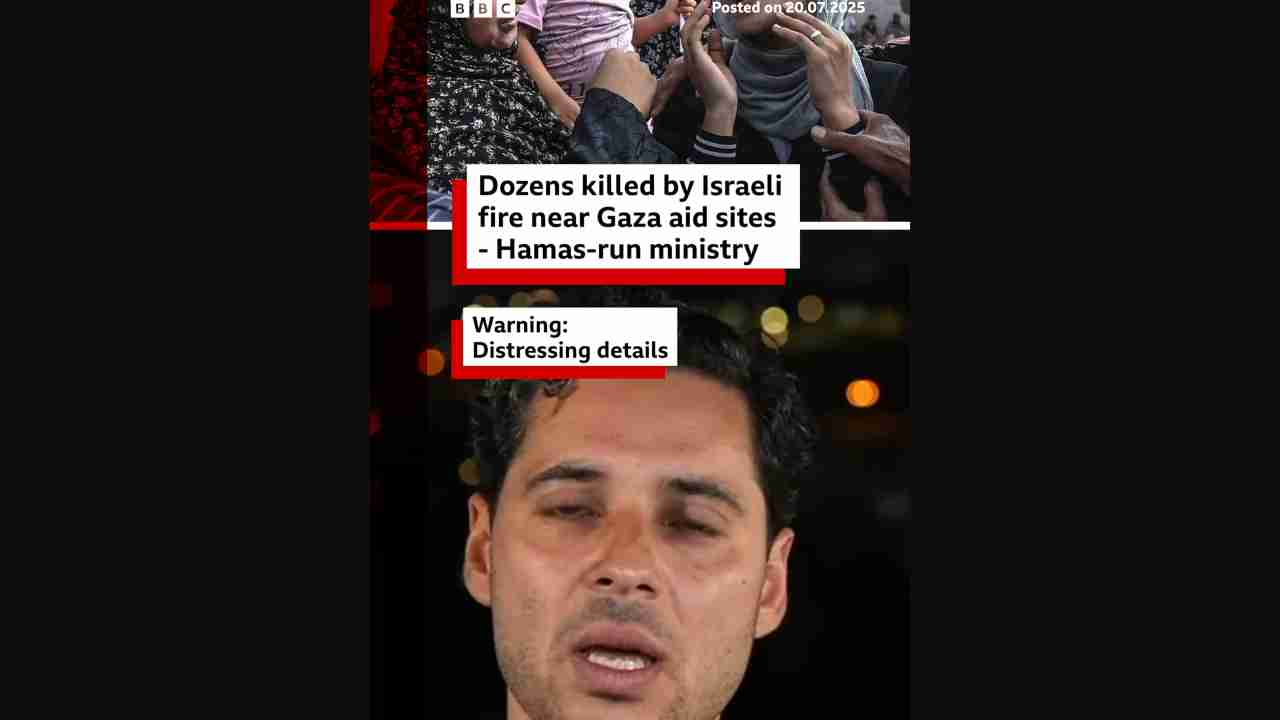 BBC
Posted on 20.07.2025
Dozens killed by Israeli
fire near Gaza aid sites
- Hamas-run ministry
Warning:
Distressing details